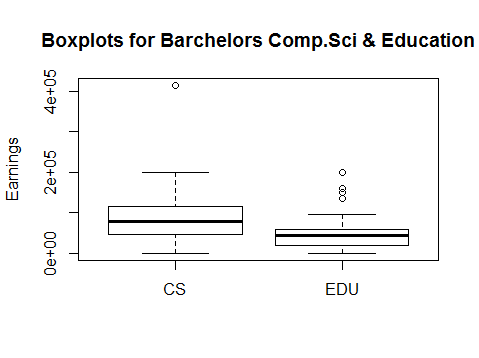 Boxplots for Barchelors Comp.Sci & Education
Earnings
4e+05
2e+05
0e+00
CS EDU